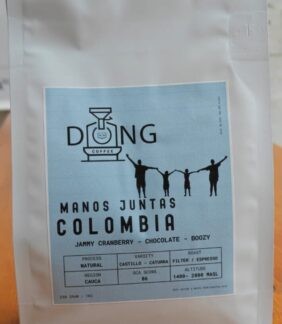 DONG
COFFEE
MANOS JUNTAS
COLOMBIA
JAMMY CRANBERRY - CHOCOLATE - BOOZY
PROCESS
NATURAL
VARIETY
CASTILLO - CATURRA
ROAST
FILTER / ESPRESSO
REGION
CAUCA
SCA SCORE
86
ALTITUDE
1400- 2000 MASL